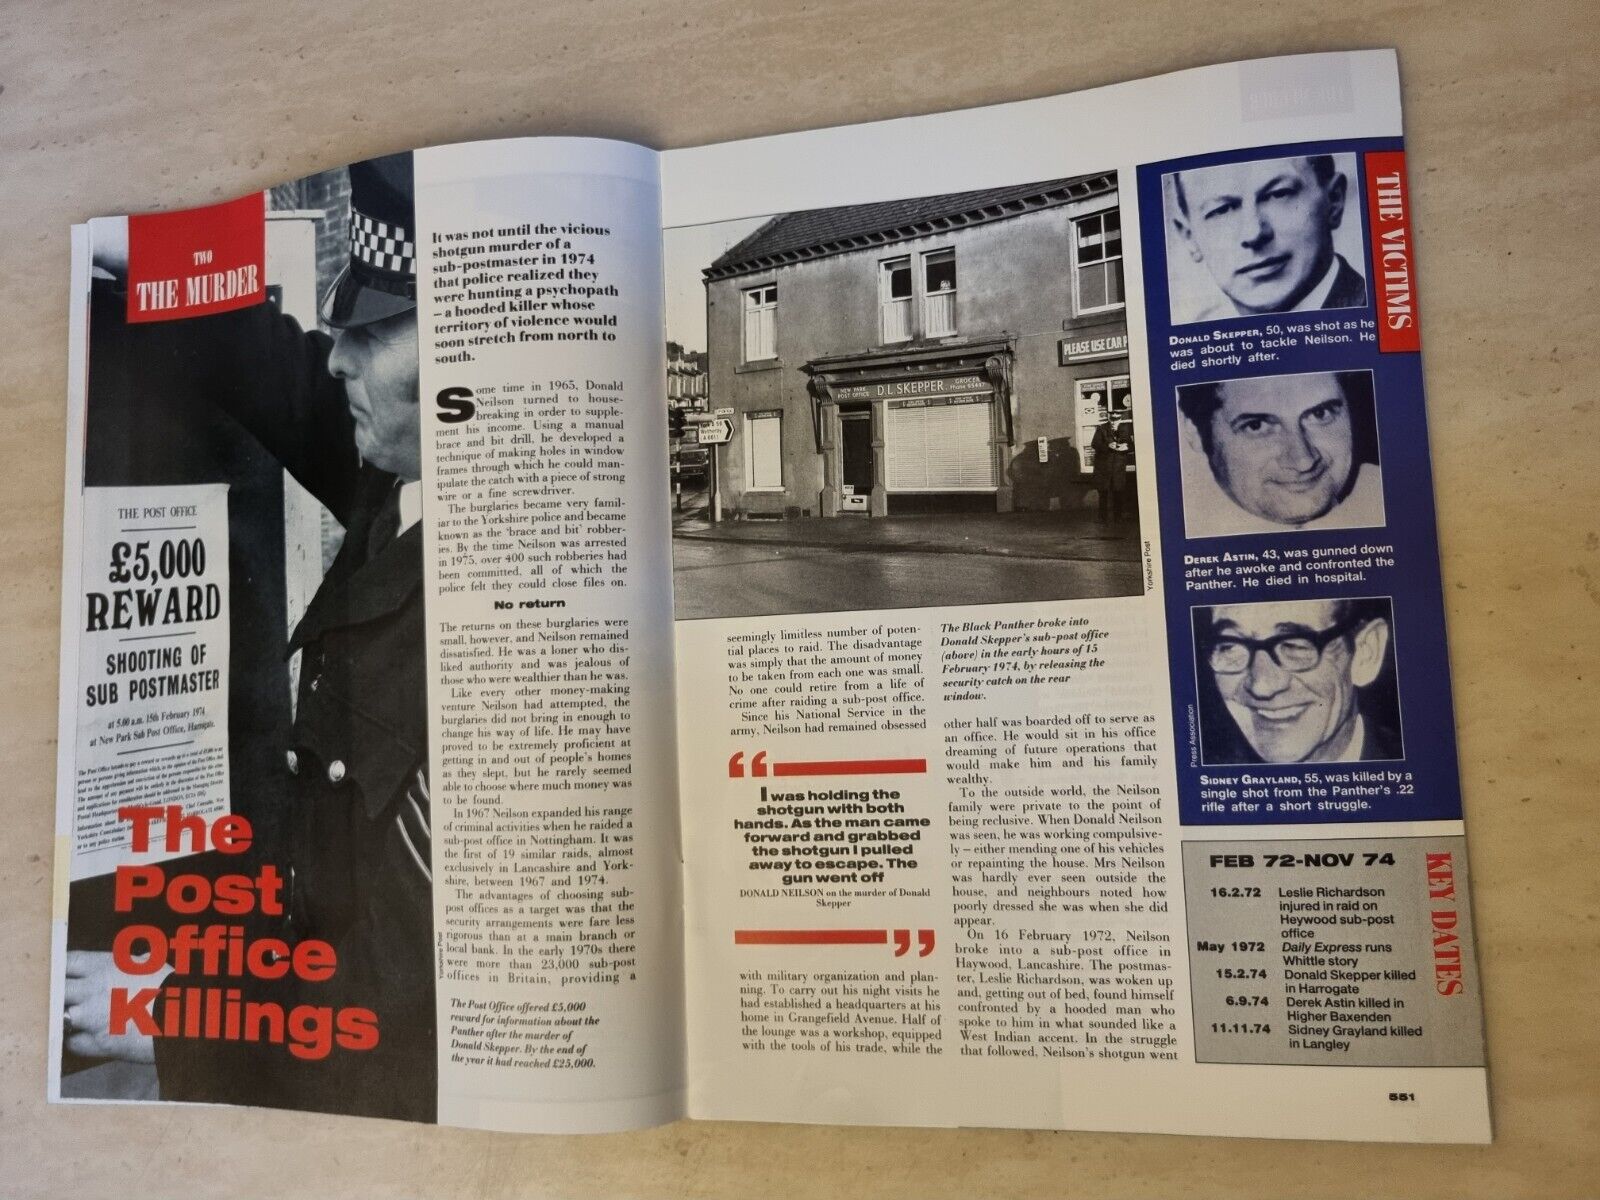 TWO
THE MURDER
THE POST OFFICE
£5,000
REWARD
SHOOTING OF
SUB POSTMASTER
at 5.00 a.m. 15th February 1974
at New Park Sub Post Office, Harrogate.
The
Post
Office
Killings
It was not until the vicious
shotgun murder of a
sub-postmaster in 1974
that police realized they
were hunting a psychopath
– a hooded killer whose
territory of violence would
soon stretch from north to
south.
Some time in 1965, Donald
Neilson turned to house-
breaking in order to supple-
ment his income. Using a manual
brace and bit drill, he developed a
technique of making holes in window
frames through which he could man-
ipulate the catch with a piece of strong
wire or a fine screwdriver.
The burglaries became very famil-
iar to the Yorkshire police and became
known as the 'brace and bit' robber-
ies. By the time Neilson was arrested
in 1975, over 400 such robberies had
been committed, all of which the
police felt they could close files on.
No return
The returns on these burglaries were
small, however, and Neilson remained
dissatisfied. He was a loner who dis-
liked authority and was jealous of
those who were wealthier than he was.
Like every other money-making
venture Neilson had attempted, the
burglaries did not bring in enough to
change his way of life. He may have
proved to be extremely proficient at
getting in and out of people's homes
as they slept, but he rarely seemed
able to choose where much money was
to be found.
In 1967 Neilson expanded his range
of criminal activities when he raided a
sub-post office in Nottingham. It was
the first of 19 similar raids, almost
exclusively in Lancashire and York-
shire, between 1967 and 1974.
The advantages of choosing sub-
post offices as a target was that the
security arrangements were far less
rigorous than at a main branch or
local bank. In the early 1970s there
were more than 23,000 sub-post
offices in Britain, providing a
Yorkshire Post
The Post Office offered £5,000
reward for information about the
Panther after the murder of
Donald Skepper. By the end of
the year it had reached £25,000.
NEW PARK
POST OFFICE
D.L. SKEPPER.
GROCER
PLEASE USE CAR P
Wetherby
A 661
Yorkshire Post
seemingly limitless number of poten-
tial places to raid. The disadvantage
was simply that the amount of money
to be taken from each one was small.
No one could retire from a life of
crime after raiding a sub-post office.
Since his National Service in the
army, Neilson had remained obsessed
“
I was holding the
shotgun with both
hands. As the man came
forward and grabbed
the shotgun I pulled
away to escape. The
gun went off
DONALD NEILSON on the murder of Donald
Skepper
”
with military organization and plan-
ning. To carry out his night visits he
had established a headquarters at his
home in Grangefield Avenue. Half of
the lounge was a workshop, equipped
with the tools of his trade, while the
The Black Panther broke into
Donald Skepper's sub-post office
(above) in the early hours of 15
February 1974, by releasing the
security catch on the rear
window.
other half was boarded off to serve as
an office. He would sit in his office
dreaming of future operations that
would make him and his family
wealthy.
To the outside world, the Neilson
family were private to the point of
being reclusive. When Donald Neilson
was seen, he was working compulsive-
ly – either mending one of his vehicles
or repainting the house. Mrs Neilson
was hardly ever seen outside the
house, and neighbours noted how
poorly dressed she was when she did
appear.
On 16 February 1972, Neilson
broke into a sub-post office in
Haywood, Lancashire. The postmas-
ter, Leslie Richardson, was woken up
and, getting out of bed, found himself
confronted by a hooded man who
spoke to him in what sounded like a
West Indian accent. In the struggle
that followed, Neilson's shotgun went
THE VICTIMS
DONALD SKEPPER, 50, was shot as he
was about to tackle Neilson. He
died shortly after.
DEREK ASTIN, 43, was gunned down
after he awoke and confronted the
Panther. He died in hospital.
Press Association
SIDNEY GRAYLAND, 55, was killed by a
single shot from the Panther's .22
rifle after a short struggle.
KEY DATES
FEB 72-NOV 74
16.2.72 Leslie Richardson
injured in raid on
Heywood sub-post
office
May 1972 Daily Express runs
Whittle story
15.2.74 Donald Skepper killed
in Harrogate
6.9.74 Derek Astin killed in
Higher Baxenden
11.11.74 Sidney Grayland killed
in Langley
551